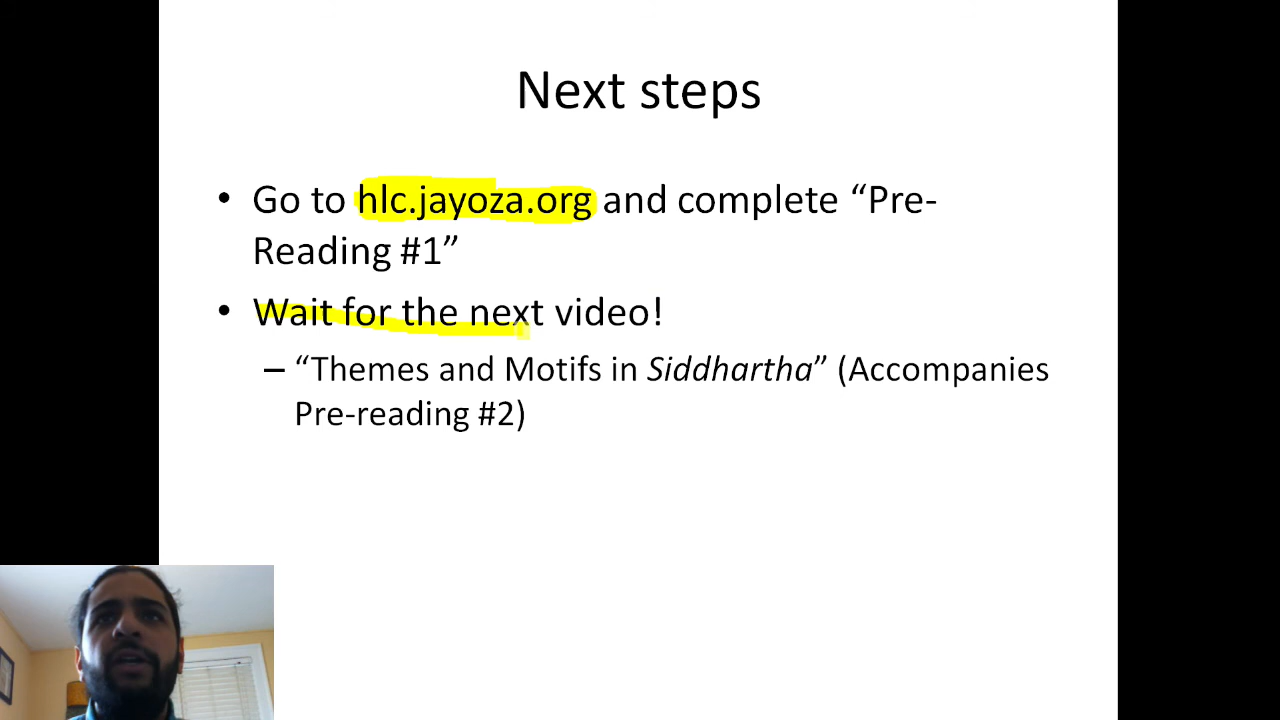 Next steps
• Go to hlc.jayoza.org and complete “Pre-
Reading #1”
• Wait for the next video!
– “Themes and Motifs in Siddhartha” (Accompanies
Pre-reading #2)